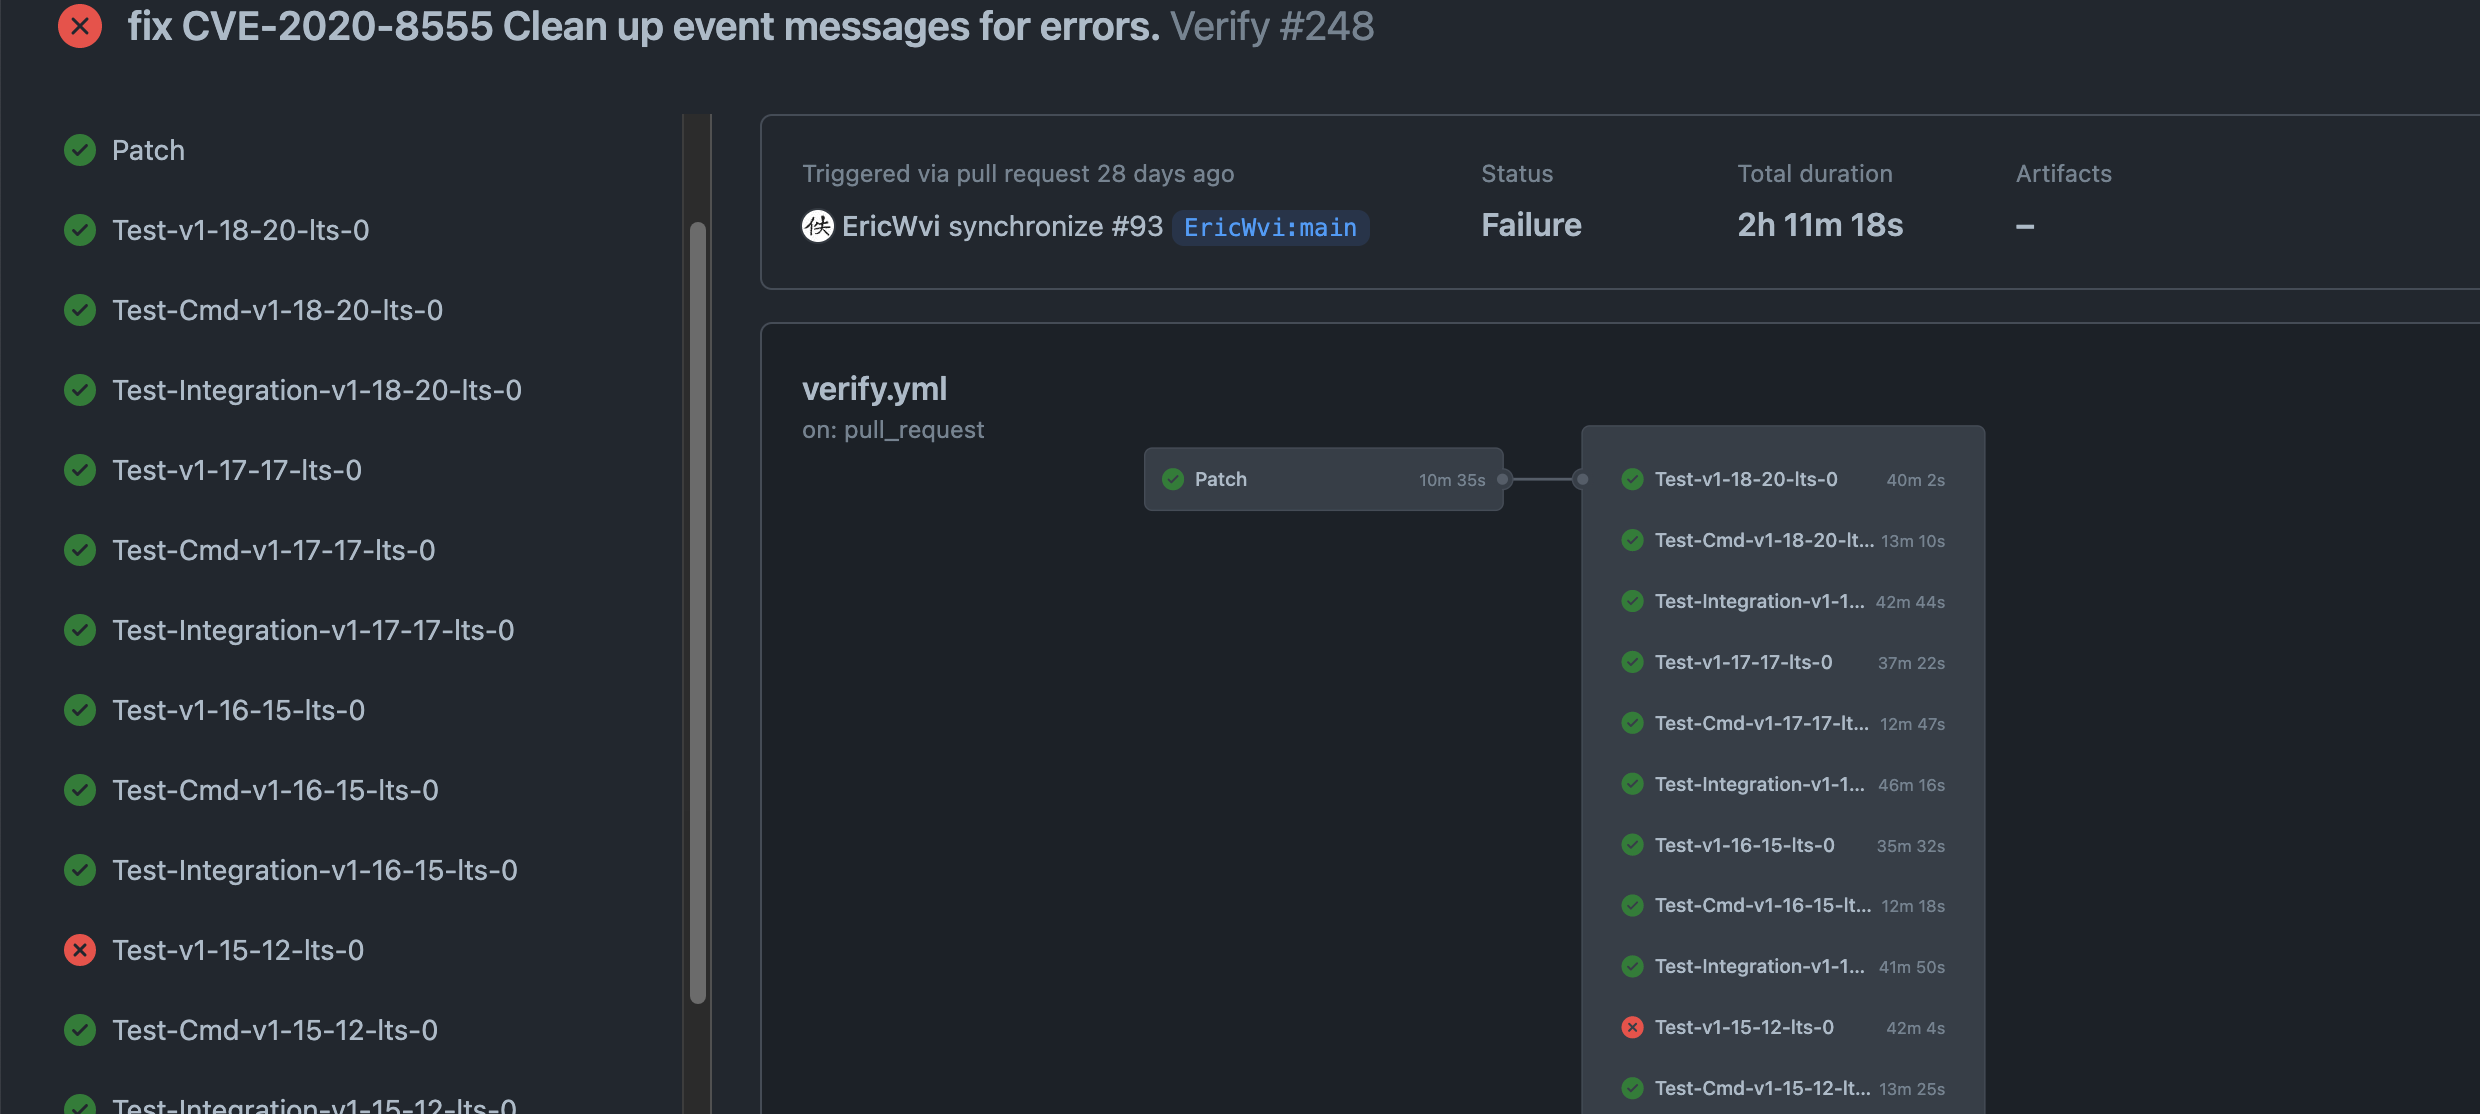 fix CVE-2020-8555 Clean up event messages for errors. Verify #248
Patch
Test-v1-18-20-lts-0
Test-Cmd-v1-18-20-lts-0
Test-Integration-v1-18-20-lts-0
Test-v1-17-17-lts-0
Test-Cmd-v1-17-17-lts-0
Test-Integration-v1-17-17-lts-0
Test-v1-16-15-lts-0
Test-Cmd-v1-16-15-lts-0
Test-Integration-v1-16-15-lts-0
Test-v1-15-12-lts-0
Test-Cmd-v1-15-12-lts-0
Test-Integration-v1-15-12-lts-0
Triggered via pull request 28 days ago
EricWvi synchronize #93 EricWvi:main
Status
Failure
Total duration
2h 11m 18s
Artifacts
–
verify.yml
on: pull_request
Patch 10m 35s
Test-v1-18-20-lts-0 40m 2s
Test-Cmd-v1-18-20-lt... 13m 10s
Test-Integration-v1-1... 42m 44s
Test-v1-17-17-lts-0 37m 22s
Test-Cmd-v1-17-17-lt... 12m 47s
Test-Integration-v1-1... 46m 16s
Test-v1-16-15-lts-0 35m 32s
Test-Cmd-v1-16-15-lt... 12m 18s
Test-Integration-v1-1... 41m 50s
Test-v1-15-12-lts-0 42m 4s
Test-Cmd-v1-15-12-lt... 13m 25s